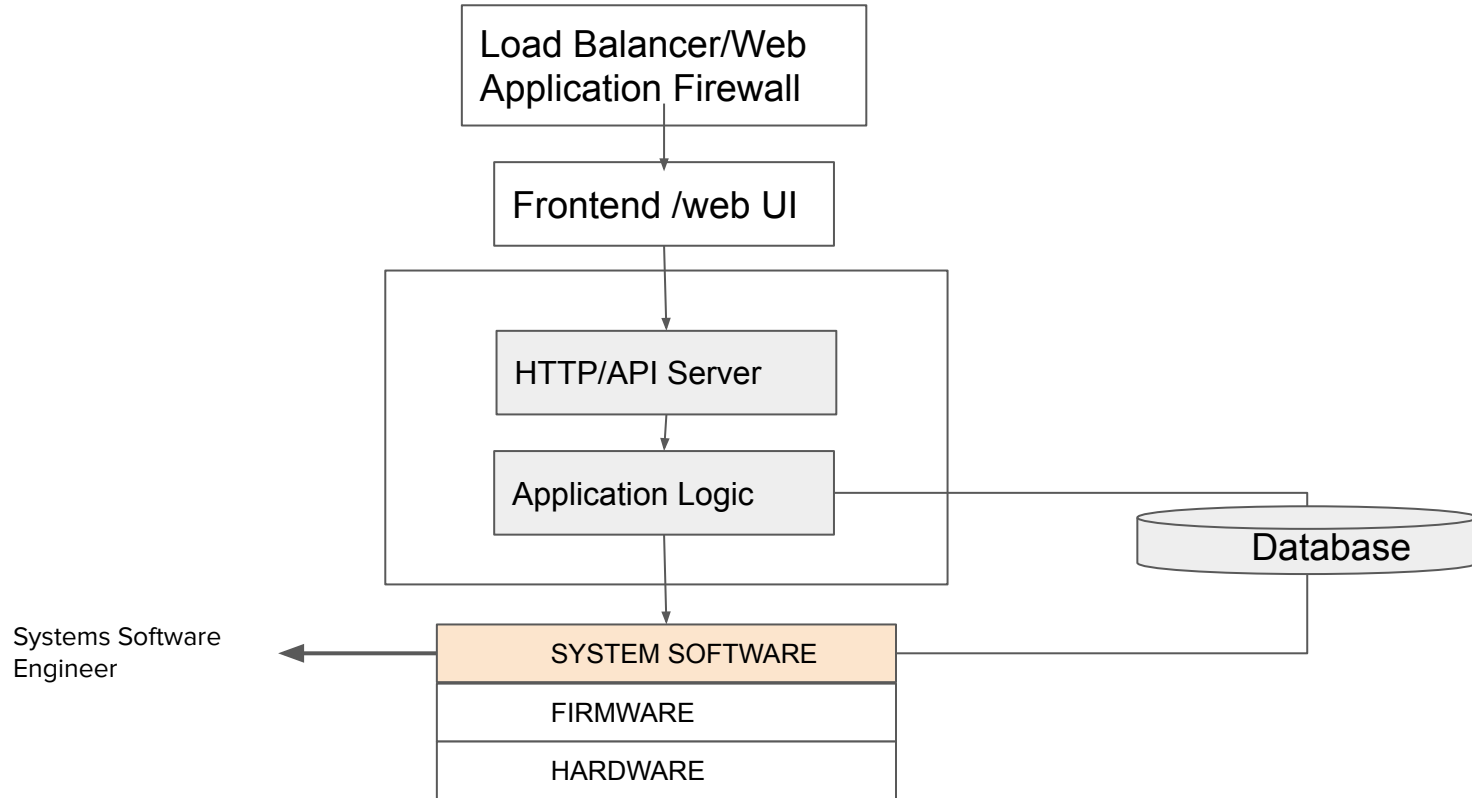 Load Balancer/Web
Application Firewall
Frontend /web UI
HTTP/API Server
Application Logic
Database
Systems Software
Engineer
SYSTEM SOFTWARE
FIRMWARE
HARDWARE